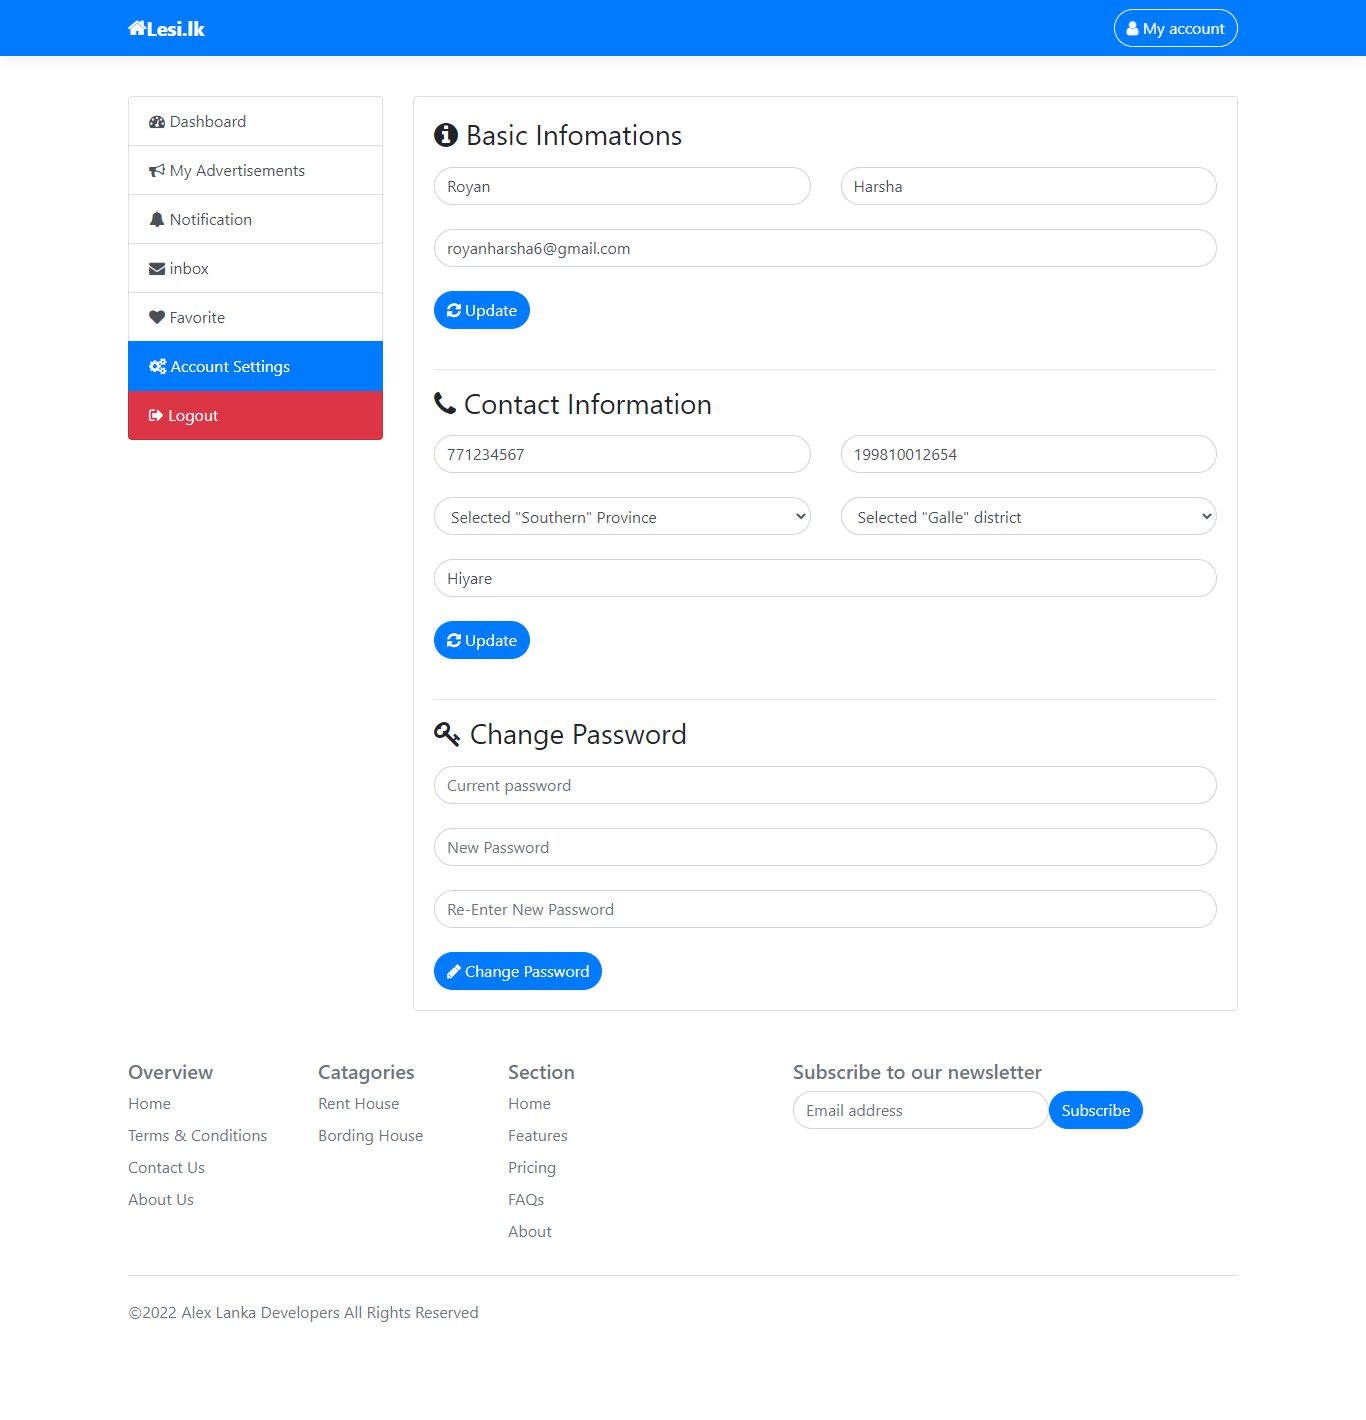 Lesi.lk
My account
Dashboard
My Advertisements
Notification
inbox
Favorite
Account Settings
Logout
Basic Infomations
Royan
Harsha
royanharsha6@gmail.com
Update
Contact Information
771234567
199810012654
Selected "Southern" Province
Selected "Galle" district
Hiyare
Update
Change Password
Current password
New Password
Re-Enter New Password
Change Password
Overview
Home
Terms & Conditions
Contact Us
About Us
Catagories
Rent House
Bording House
Section
Home
Features
Pricing
FAQs
About
Subscribe to our newsletter
Email address
Subscribe
©2022 Alex Lanka Developers All Rights Reserved